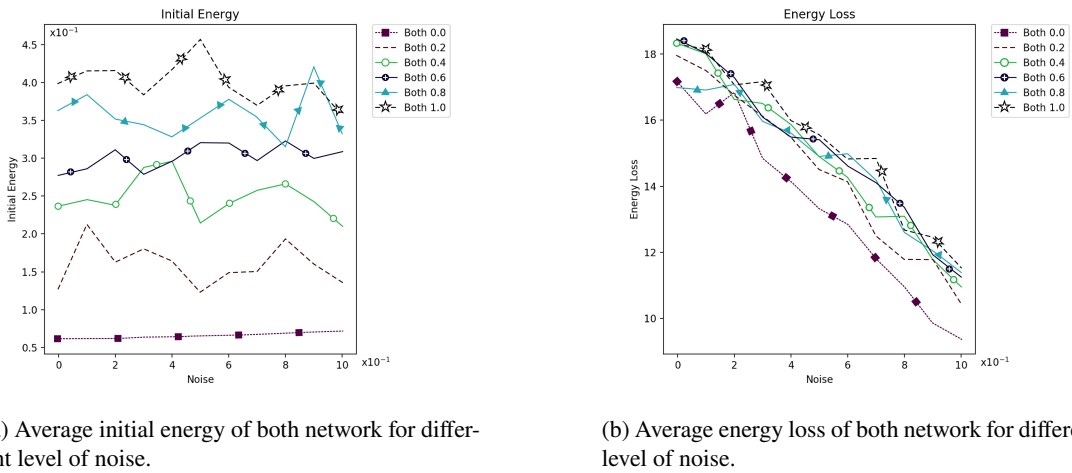 Initial Energy
x10⁻¹
4.5
4.0
3.5
3.0
2.5
2.0
1.5
1.0
0.5
Initial Energy
0 2 4 6 8 10
x10⁻¹
Noise
Both 0.0
Both 0.2
Both 0.4
Both 0.6
Both 0.8
Both 1.0
Energy Loss
18
16
14
12
10
Energy Loss
0 2 4 6 8 10
x10⁻¹
Noise
Both 0.0
Both 0.2
Both 0.4
Both 0.6
Both 0.8
Both 1.0
) Average initial energy of both network for differ-
nt level of noise.
(b) Average energy loss of both network for differe
level of noise.